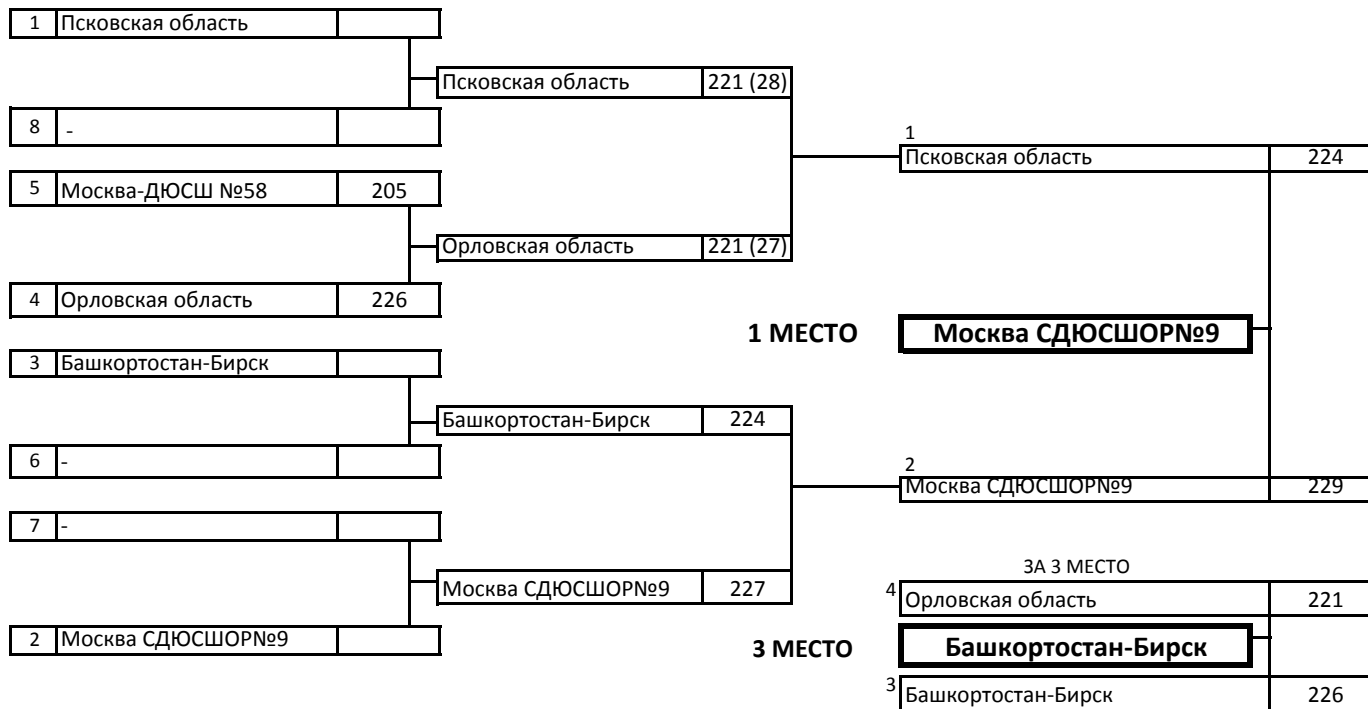 1 Псковская область
Псковская область 221 (28)
8 -
1
Псковская область 224
5 Москва-ДЮСШ №58 205
Орловская область 221 (27)
4 Орловская область 226
1 МЕСТО Москва СДЮСШОР№9
3 Башкортостан-Бирск
Башкортостан-Бирск 224
6 -
2
Москва СДЮСШОР№9 229
7 -
ЗА 3 МЕСТО
Москва СДЮСШОР№9 227
4 Орловская область 221
2 Москва СДЮСШОР№9
3 МЕСТО Башкортостан-Бирск
3 Башкортостан-Бирск 226